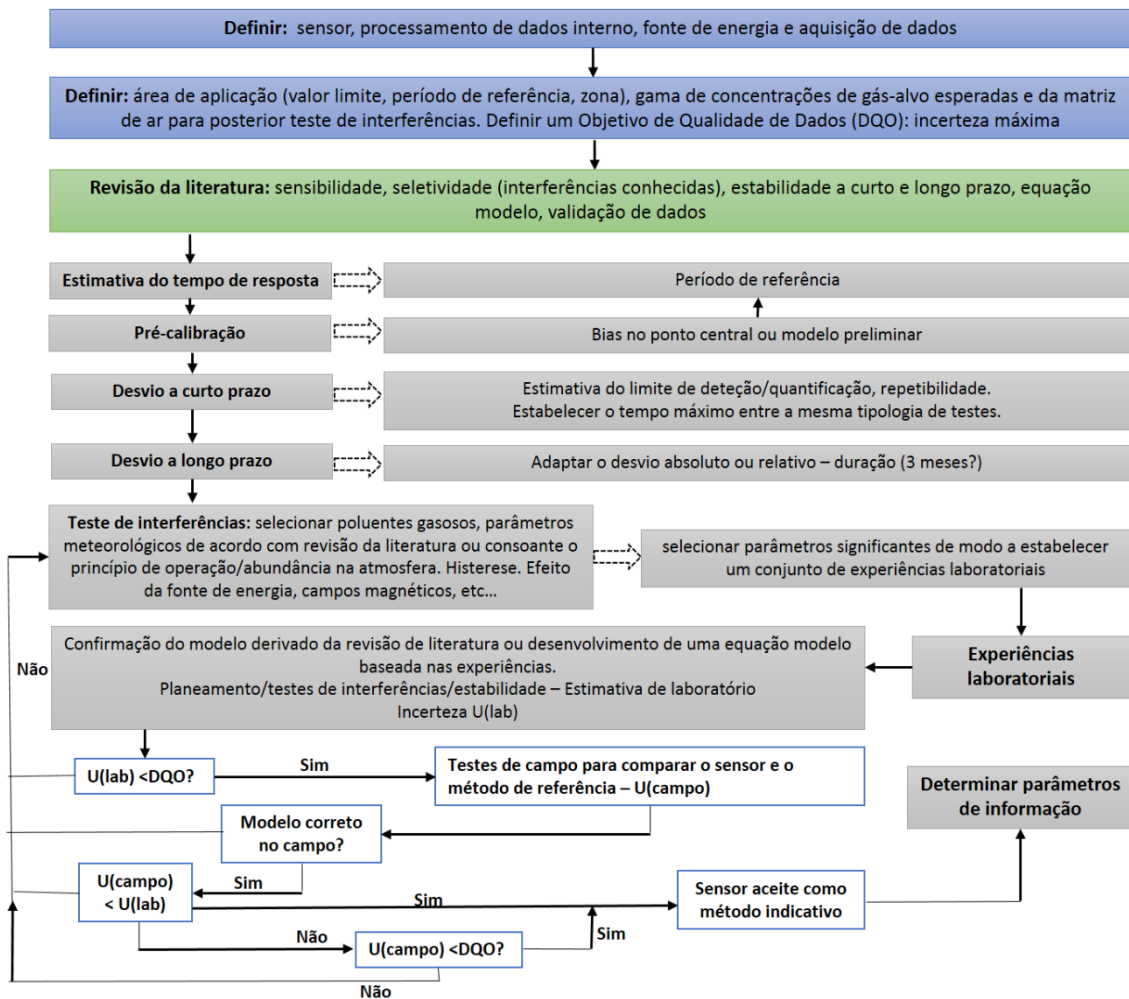 Definir: sensor, processamento de dados interno, fonte de energia e aquisição de dados
Definir: área de aplicação (valor limite, período de referência, zona), gama de concentrações de gás-alvo esperadas e da matriz
de ar para posterior teste de interferências. Definir um Objetivo de Qualidade de Dados (DQO): incerteza máxima
Revisão da literatura: sensibilidade, seletividade (interferências conhecidas), estabilidade a curto e longo prazo, equação
modelo, validação de dados
Estimativa do tempo de resposta
Período de referência
Pré-calibração
Bias no ponto central ou modelo preliminar
Desvio a curto prazo
Estimativa do limite de deteção/quantificação, repetibilidade.
Estabelecer o tempo máximo entre a mesma tipologia de testes.
Desvio a longo prazo
Adaptar o desvio absoluto ou relativo – duração (3 meses?)
Teste de interferências: selecionar poluentes gasosos, parâmetros
meteorológicos de acordo com revisão da literatura ou consoante o
princípio de operação/abundância na atmosfera. Histerese. Efeito
da fonte de energia, campos magnéticos, etc...
selecionar parâmetros significantes de modo a estabelecer
um conjunto de experiências laboratoriais
Confirmação do modelo derivado da revisão de literatura ou desenvolvimento de uma equação modelo
baseada nas experiências.
Planeamento/testes de interferências/estabilidade – Estimativa de laboratório
Incerteza U(lab)
Experiências
laboratoriais
Não
U(lab) <DQO?
Sim
Testes de campo para comparar o sensor e o
método de referência – U(campo)
Determinar parâmetros
de informação
Modelo correto
no campo?
U(campo)
< U(lab)
Sim
Sim
Sensor aceite como
método indicativo
Não
U(campo) <DQO?
Sim
Não